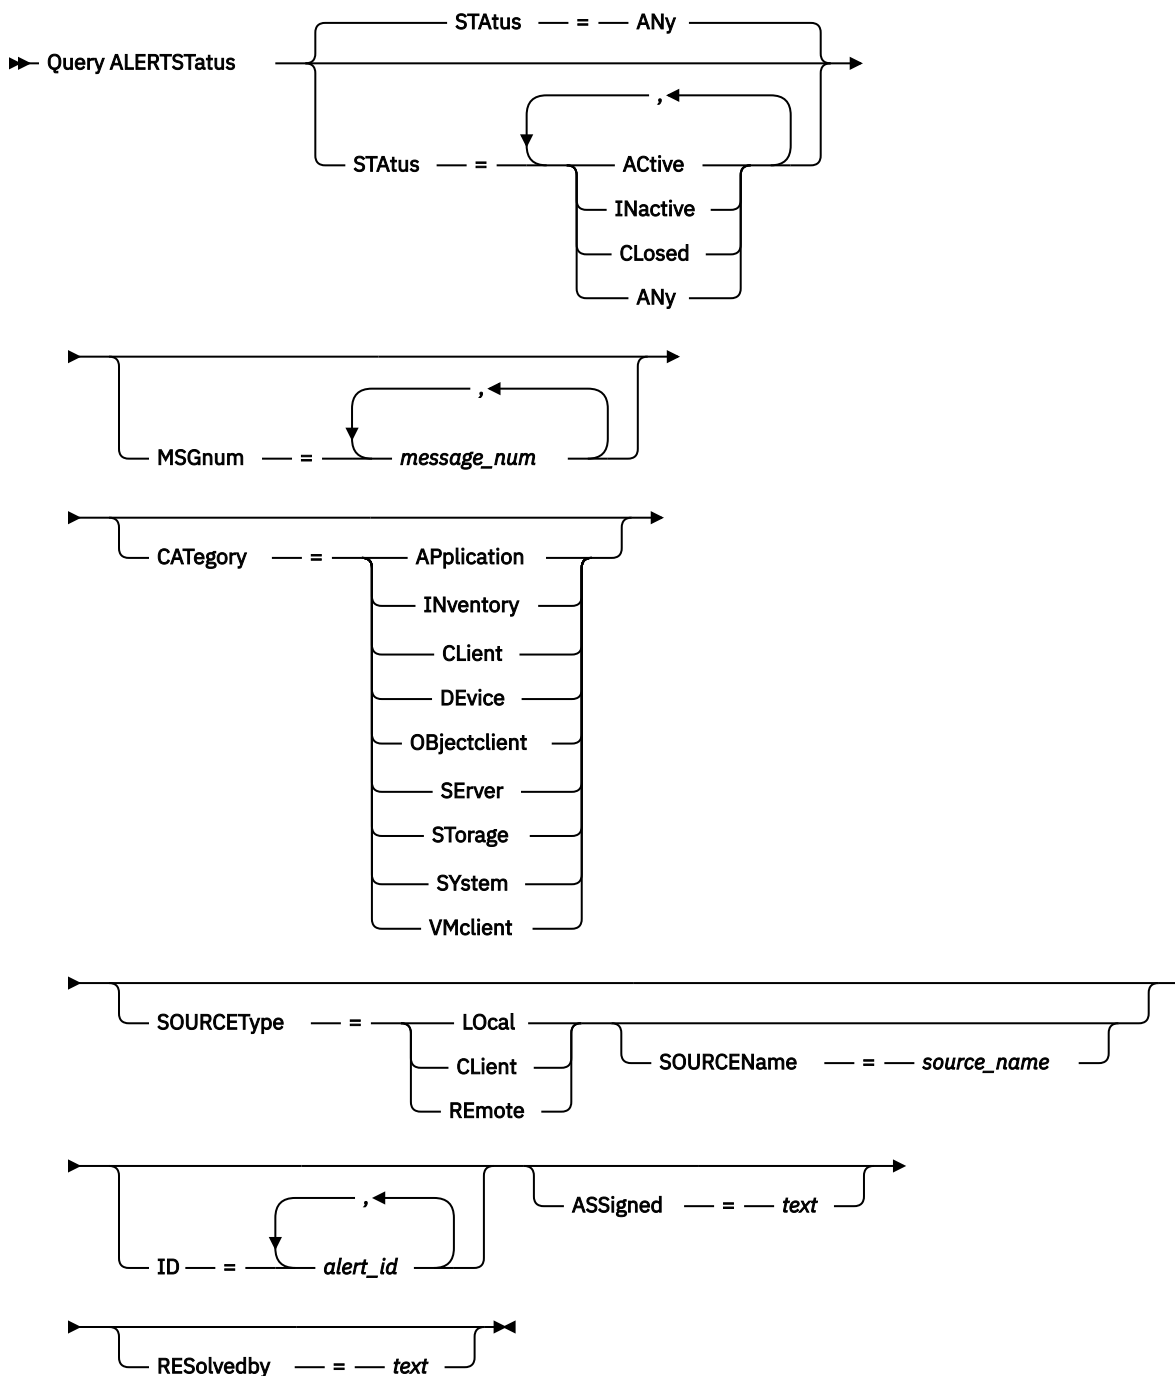 STAtus = ANy
Query ALERTSTatus
,
STAtus = ACtive
INactive
CLosed
ANy
,
MSGnum = message_num
CATegory = APplication
INventory
CLient
DEvice
OBjectclient
SErver
STorage
SYstem
VMclient
SOURCEType = LOcal
CLient
REmote
SOURCEName = source_name
,
ID = alert_id
ASSigned = text
RESolvedby = text